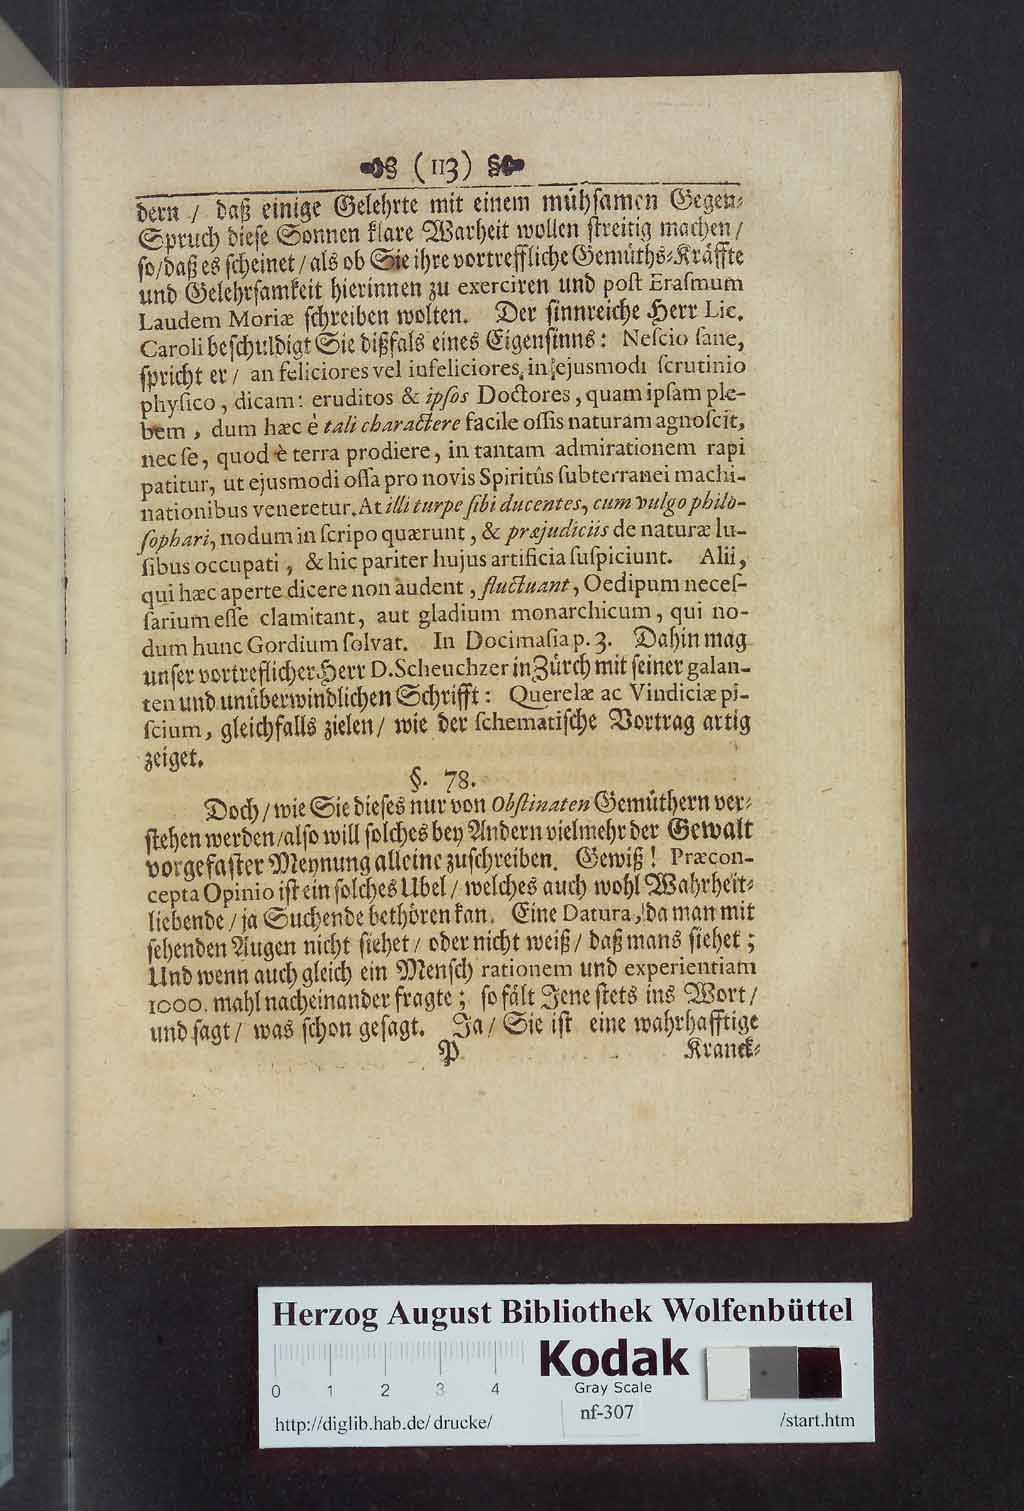 (113)
dern / daß einige Gelehrte mit einem mühsamen Gegen⸗
Spruch diese Sonnen klare Warheit wollen streitig machen /
so / daß es scheinet / als ob Sie ihre vortreffliche Gemüths⸗Kräffte
und Gelehrsamkeit hierinnen zu exerciren und post Erasmum
Laudem Moriæ schreiben wolten. Der sinnreiche Herr Lic.
Caroli beschuldigt Sie dißfals eines Eigensinns: Nescio sane,
spricht er / an feliciores vel infeliciores, in ejusmodi scrutinio
physico, dicam: eruditos & ipsos Doctores, quam ipsam ple-
bem, dum hæc è tali charactere facile ossis naturam agnoscit,
nec se, quod è terra prodiere, in tantam admirationem rapi
patitur, ut ejusmodi ossa pro novis Spiritûs subterranei machi-
nationibus veneretur. At illi turpe sibi ducentes, cum vulgo philo-
sophari, nodum in scripo quærunt, & præjudiciis de naturæ lu-
sibus occupati, & hic pariter hujus artificia suspiciunt. Alii,
qui hæc aperte dicere non audent, fluctuant, Oedipum neces-
sarium esse clamitant, aut gladium monarchicum, qui no-
dum hunc Gordium solvat. In Docimasia p. 3. Dahin mag
unser vortreflicher Herr D. Scheuchzer in Zürch mit seiner galan-
ten und unüberwindlichen Schrifft: Querelæ ac Vindiciæ pi-
scium, gleichfalls zielen / wie der schematische Vortrag artig
zeiget.
§. 78.
Doch / wie Sie dieses nur von Obstinaten Gemüthern ver⸗
stehen werden / also will solches bey Andern vielmehr der Gewalt
vorgefaster Meynung alleine zuschreiben. Gewiß! Præcon-
cepta Opinio ist ein solches Ubel / welches auch wohl Wahrheit⸗
liebende / ja Suchende bethören kan. Eine Datura, da man mit
sehenden Augen nicht siehet / oder nicht weiß / daß mans siehet;
Und wenn auch gleich ein Mensch rationem und experientiam
1000. mahl nacheinander fragte; so fält Jene stets ins Wort /
und sagt / was schon gesagt. Ja / Sie ist eine wahrhafftige
P Kranck⸗
Herzog August Bibliothek Wolfenbüttel
0 1 2 3 4
Kodak
Gray Scale
http://diglib.hab.de/drucke/ nf-307 /start.htm